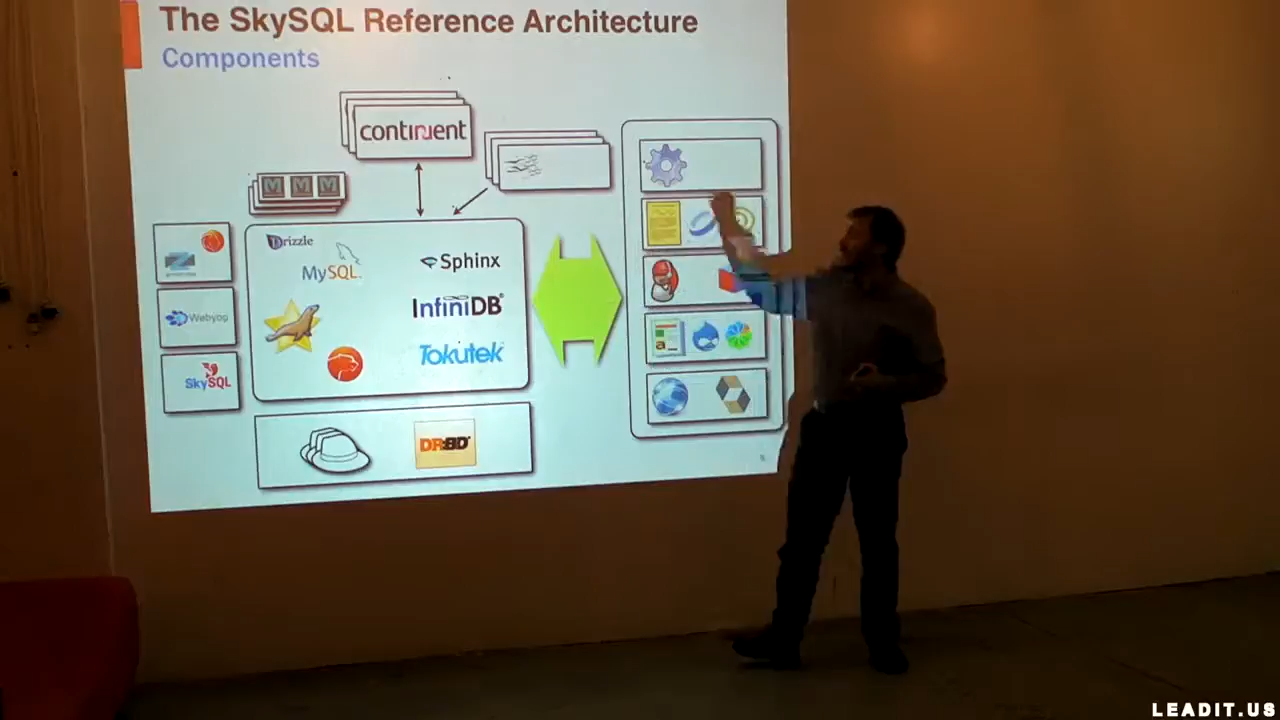 The SkySQL Reference Architecture
Components
continuent
M M M
Drizzle
MySQL
Sphinx
InfiniDB
Webyog
SkySQL
Tokutek
DRBD
LEADIT.US